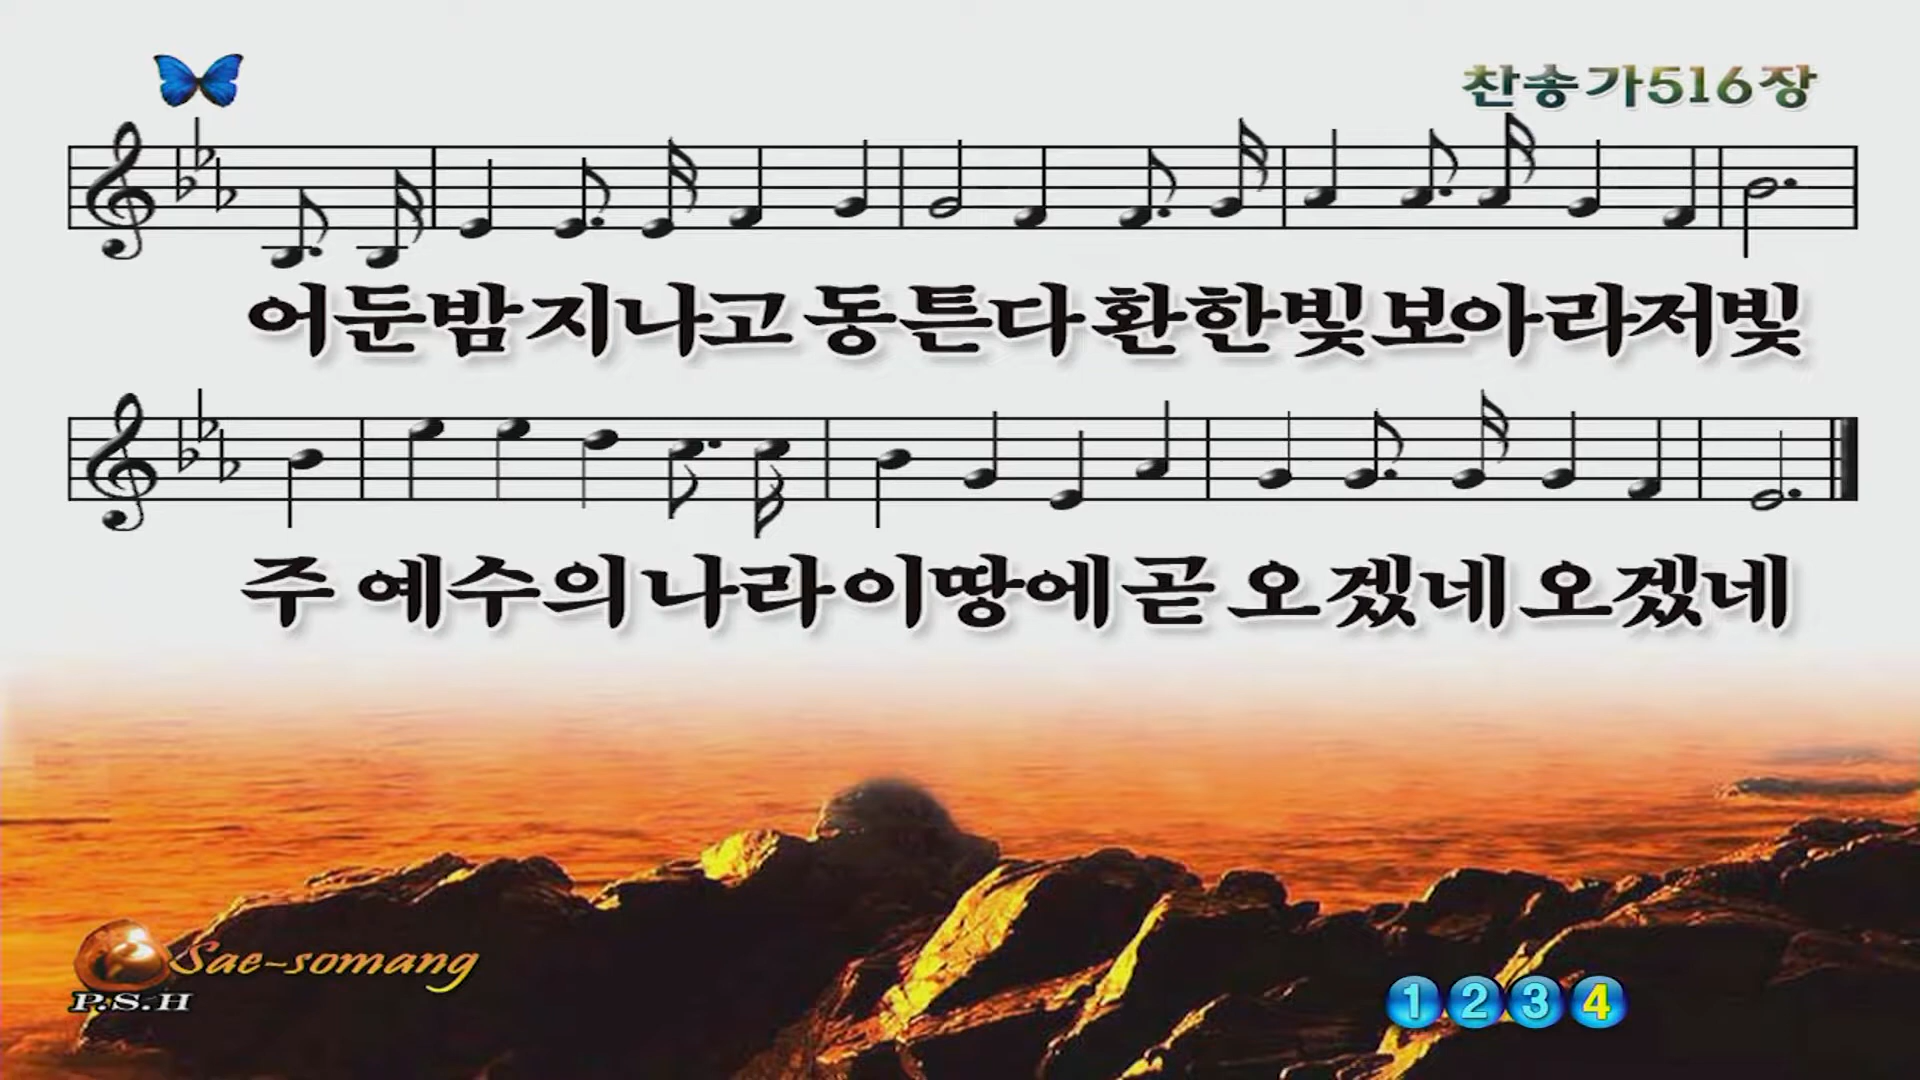 찬송가516장
어둔밤 지나고 동튼다 환한빛 보아라 저빛
주 예수의 나라 이땅에 곧 오겠네 오겠네
Sae-somang
P.S.H
1 2 3 4